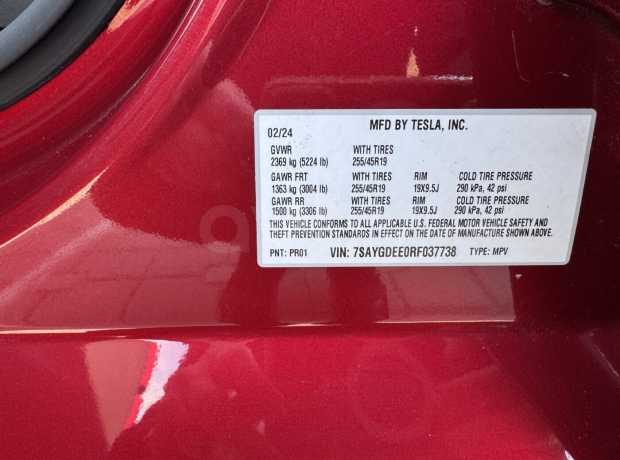 02/24 MFD BY TESLA, INC.
GVWR WITH TIRES
2369 kg (5224 lb) 255/45R19
GAWR FRT WITH TIRES RIM COLD TIRE PRESSURE
1363 kg (3004 lb) 255/45R19 19X9.5J 290 kPa, 42 psi
GAWR RR WITH TIRES RIM COLD TIRE PRESSURE
1500 kg (3306 lb) 255/45R19 19X9.5J 290 kPa, 42 psi
THIS VEHICLE CONFORMS TO ALL APPLICABLE U.S. FEDERAL MOTOR VEHICLE SAFETY AND
THEFT PREVENTION STANDARDS IN EFFECT ON THE DATE OF MANUFACTURE SHOWN ABOVE.
PNT: PR01 VIN: 7SAYGDEE0RF037738 TYPE: MPV